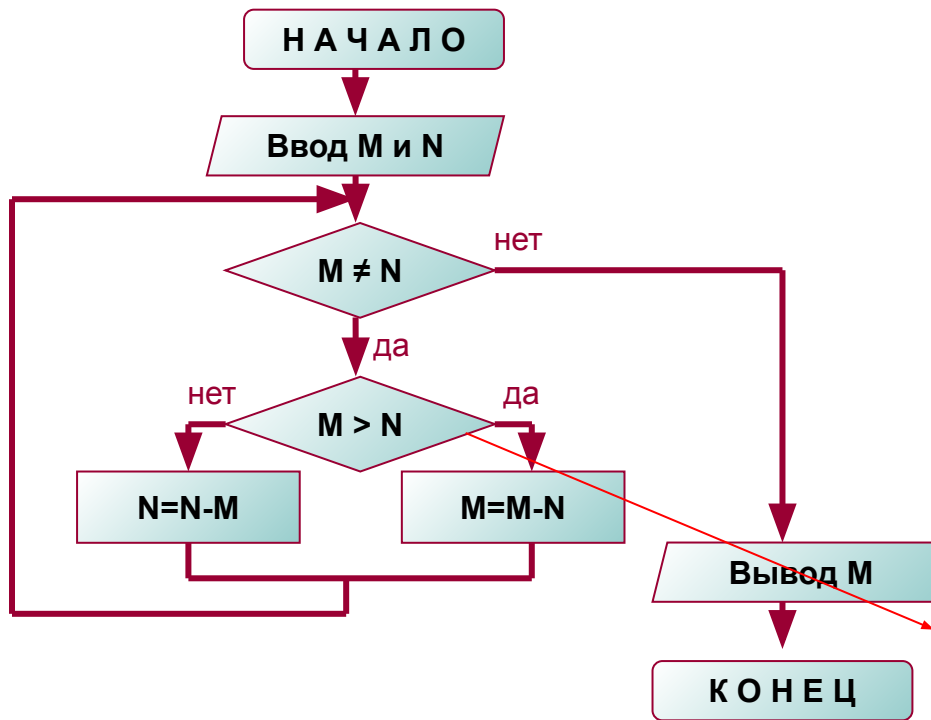 Н А Ч А Л О
Ввод M и N
нет
M ≠ N
да
нет
да
M > N
N=N-M
M=M-N
Вывод M
К О Н Е Ц